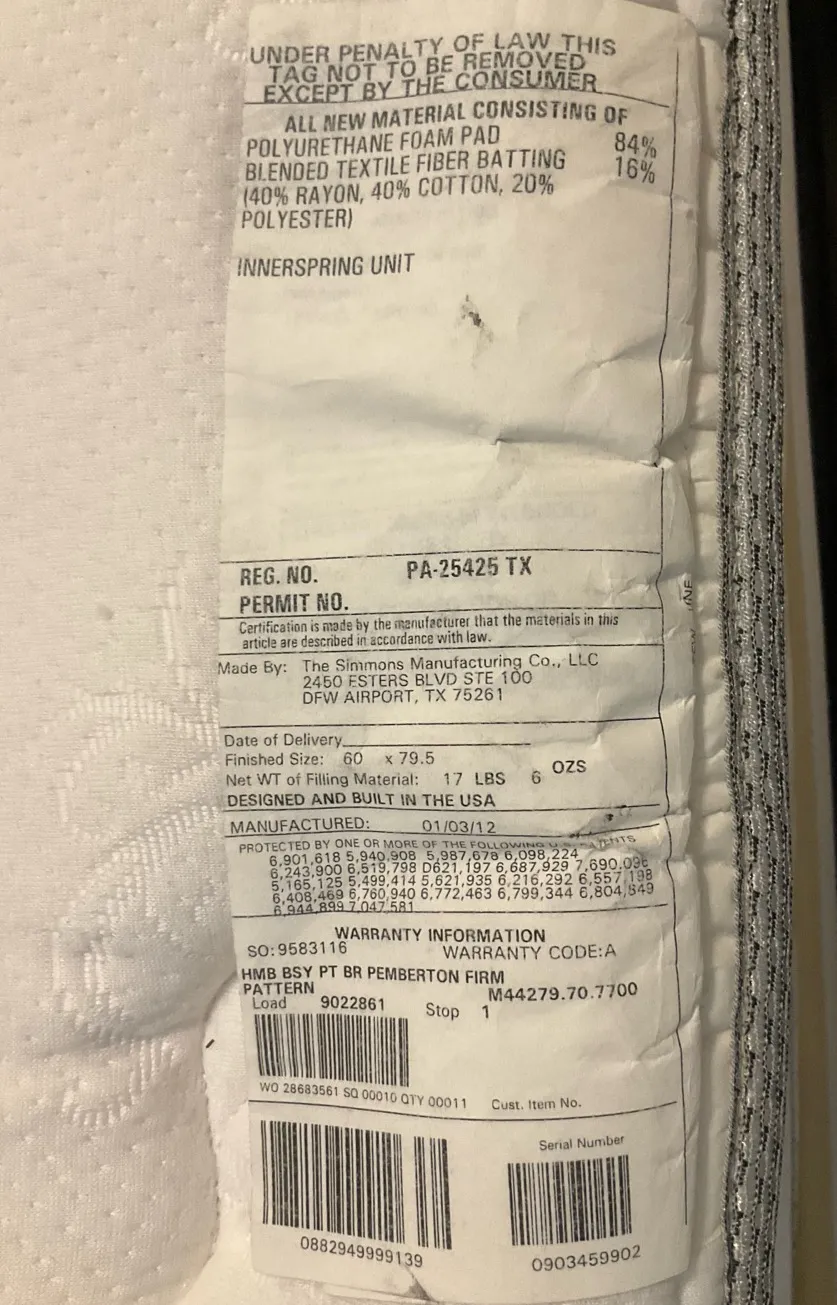 UNDER PENALTY OF LAW THIS
TAG NOT TO BE REMOVED
EXCEPT BY THE CONSUMER
ALL NEW MATERIAL CONSISTING OF
POLYURETHANE FOAM PAD 84%
BLENDED TEXTILE FIBER BATTING 16%
(40% RAYON, 40% COTTON, 20%
POLYESTER)
INNERSPRING UNIT
REG. NO. PA-25425 TX
PERMIT NO.
Certification is made by the manufacturer that the materials in this
article are described in accordance with law.
Made By: The Simmons Manufacturing Co., LLC
2450 ESTERS BLVD STE 100
DFW AIRPORT, TX 75261
Date of Delivery
Finished Size: 60 x 79.5
Net WT of Filling Material: 17 LBS 6 OZS
DESIGNED AND BUILT IN THE USA
MANUFACTURED: 01/03/12
PROTECTED BY ONE OR MORE OF THE FOLLOWING U.S. PATENTS
6,901,618 5,940,908 5,987,678 6,098,224
6,243,900 6,519,798 D621,197 6,687,929 7,690,096
5,165,125 5,499,414 5,621,935 6,216,292 6,557,198
6,408,469 6,760,940 6,772,463 6,799,344 6,804,849
6,944,899 7,047,581
WARRANTY INFORMATION
SO:9583116 WARRANTY CODE:A
HMB BSY PT BR PEMBERTON FIRM
PATTERN M44279.70.7700
Load 9022861 Stop 1
WO 28683561 SQ 00010 QTY 00011 Cust. Item No.
Serial Number
0882949999139 0903459902